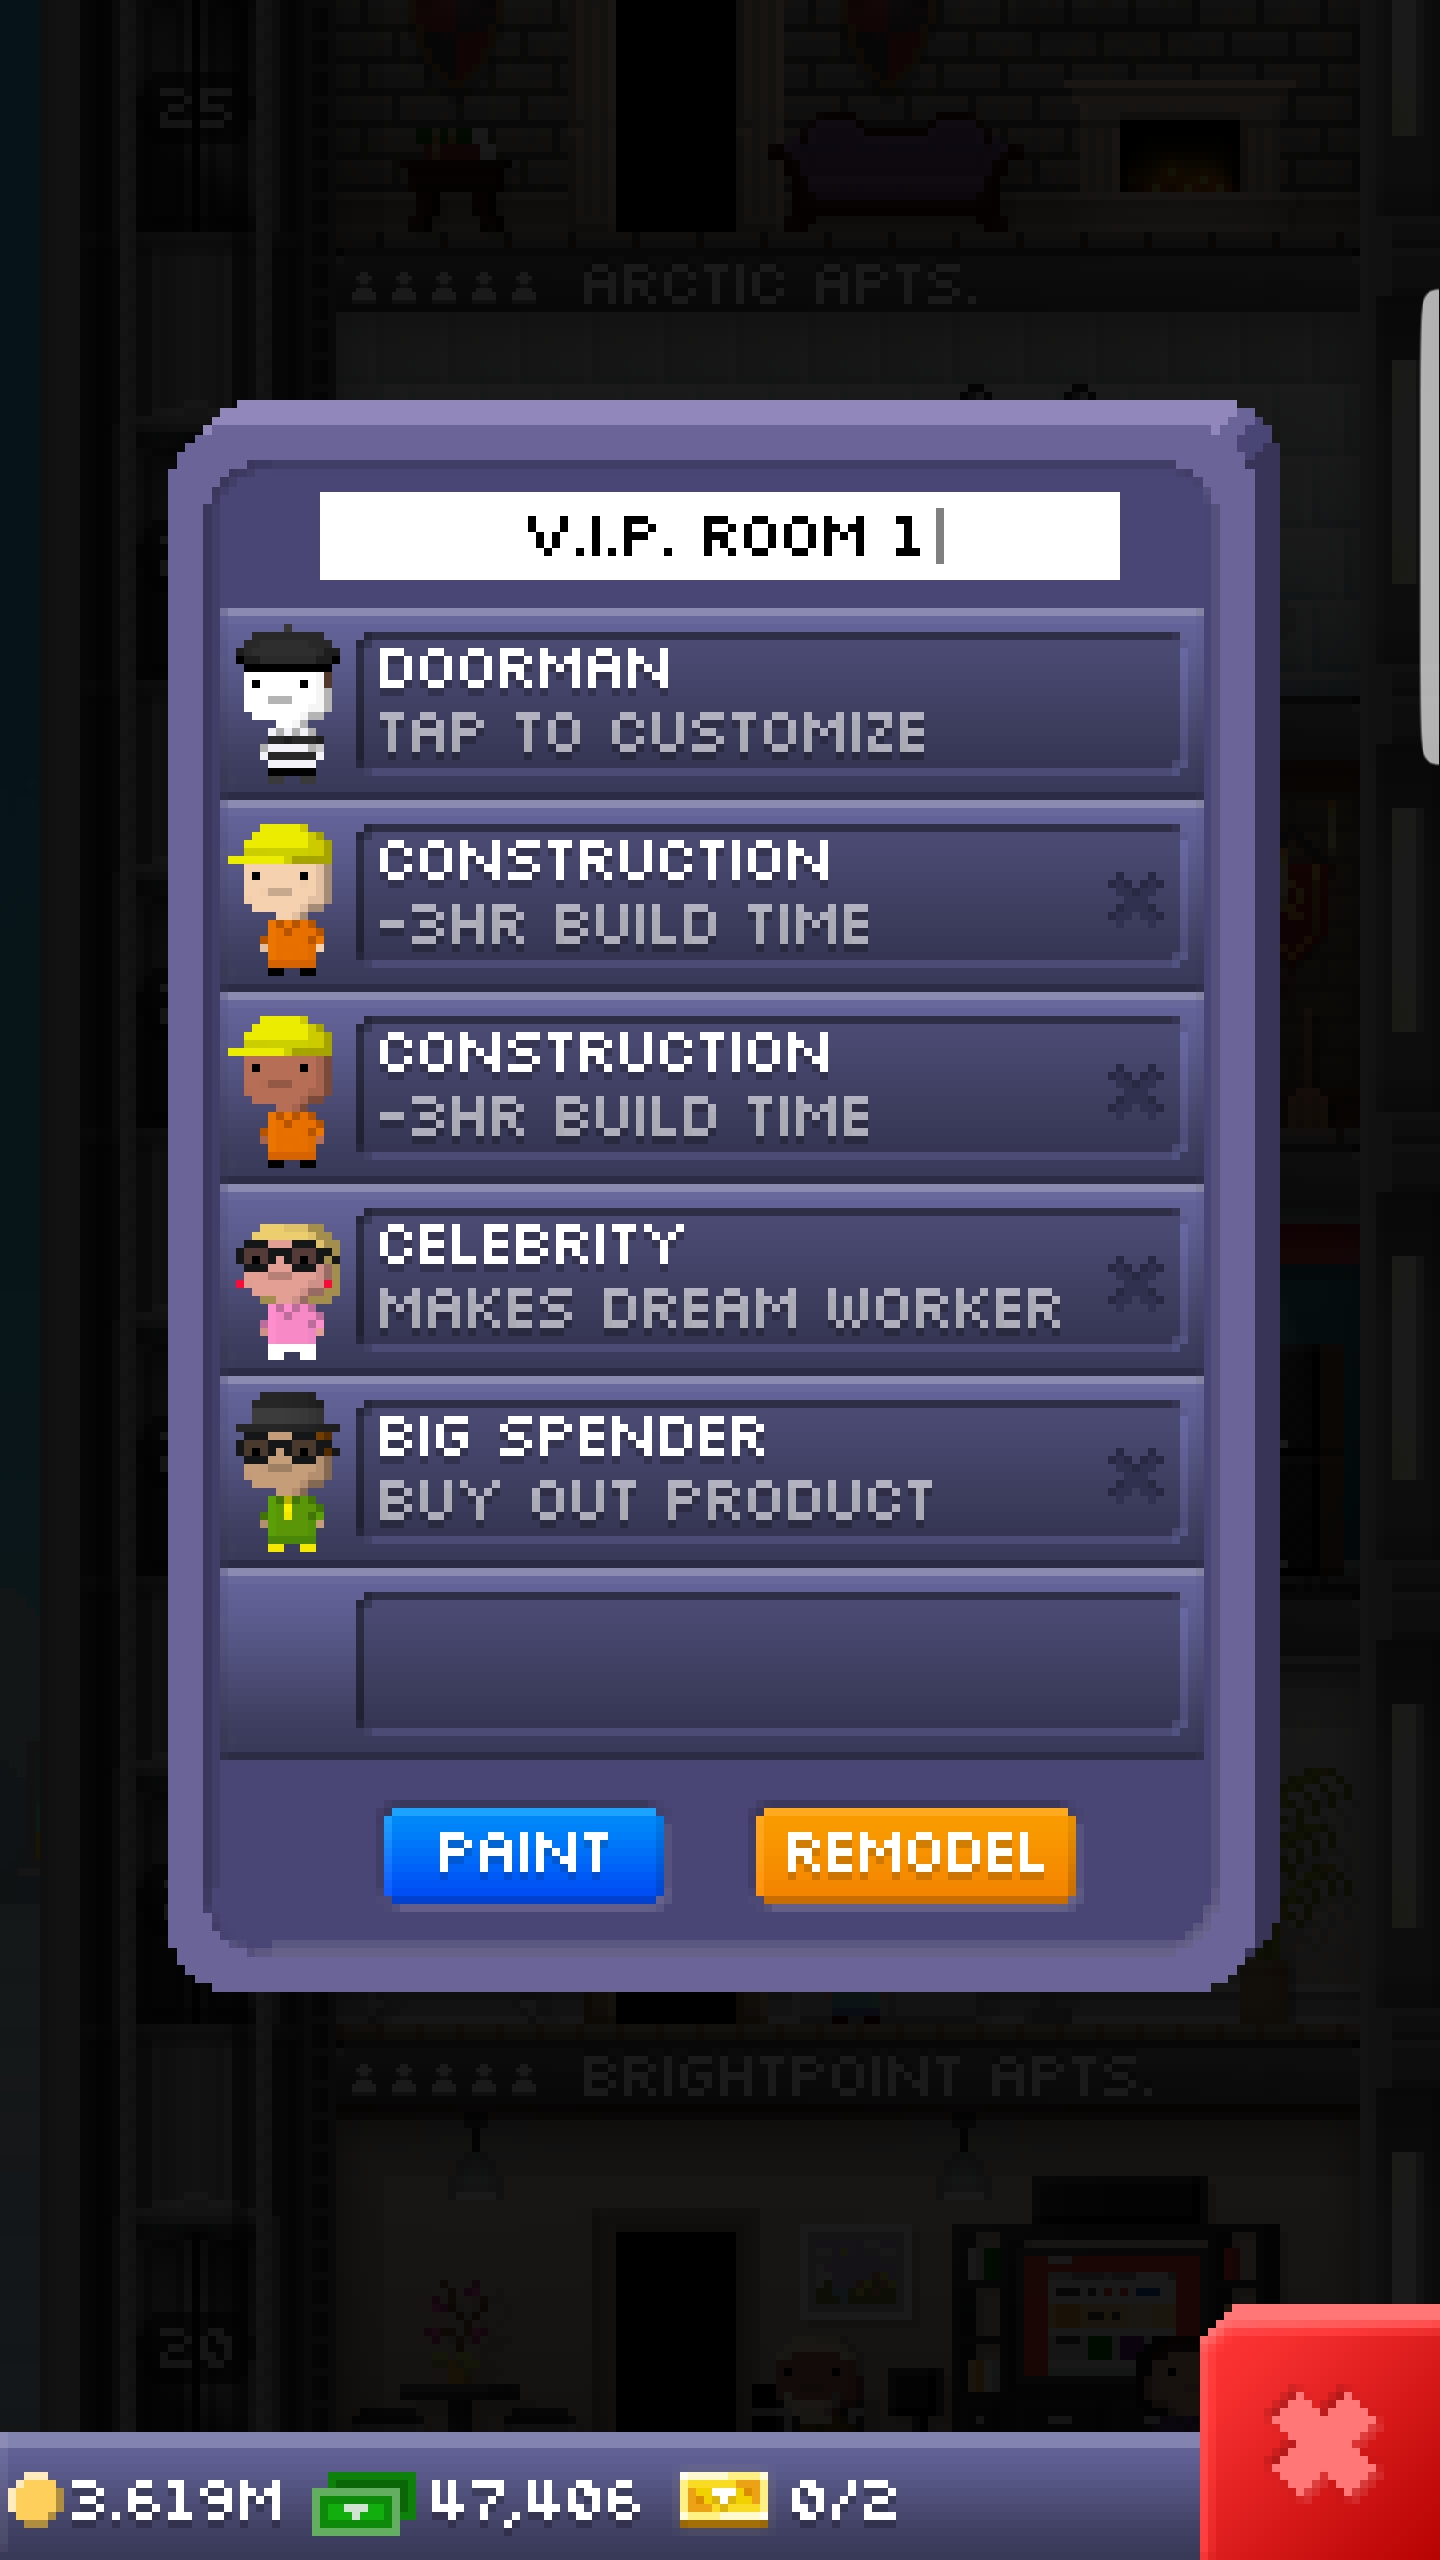 25
ARCTIC APTS.
V.I.P. ROOM 1
DOORMAN
TAP TO CUSTOMIZE
CONSTRUCTION
-3HR BUILD TIME
CONSTRUCTION
-3HR BUILD TIME
CELEBRITY
MAKES DREAM WORKER
BIG SPENDER
BUY OUT PRODUCT
PAINT
REMODEL
BRIGHTPOINT APTS.
20
3.619M
47,406
0/2